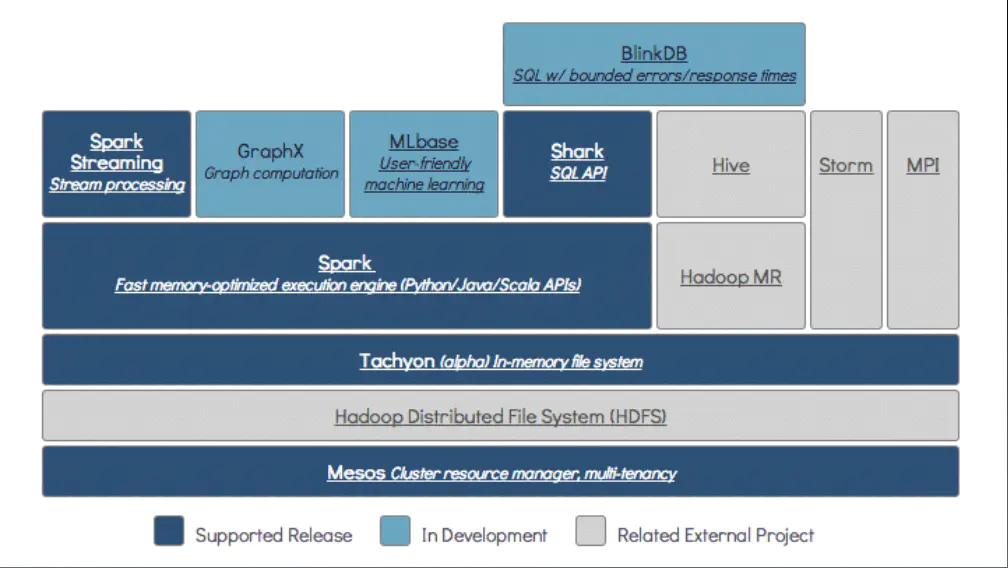 BlinkDB
SQL w/ bounded errors/response times
Spark
Streaming
Stream processing
GraphX
Graph computation
MLbase
User-friendly
machine learning
Shark
SQL API
Hive
Storm
MPI
Spark
Fast memory-optimized execution engine (Python/Java/Scala APIs)
Hadoop MR
Tachyon (alpha) In-memory file system
Hadoop Distributed File System (HDFS)
Mesos Cluster resource manager, multi-tenancy
Supported Release
In Development
Related External Project